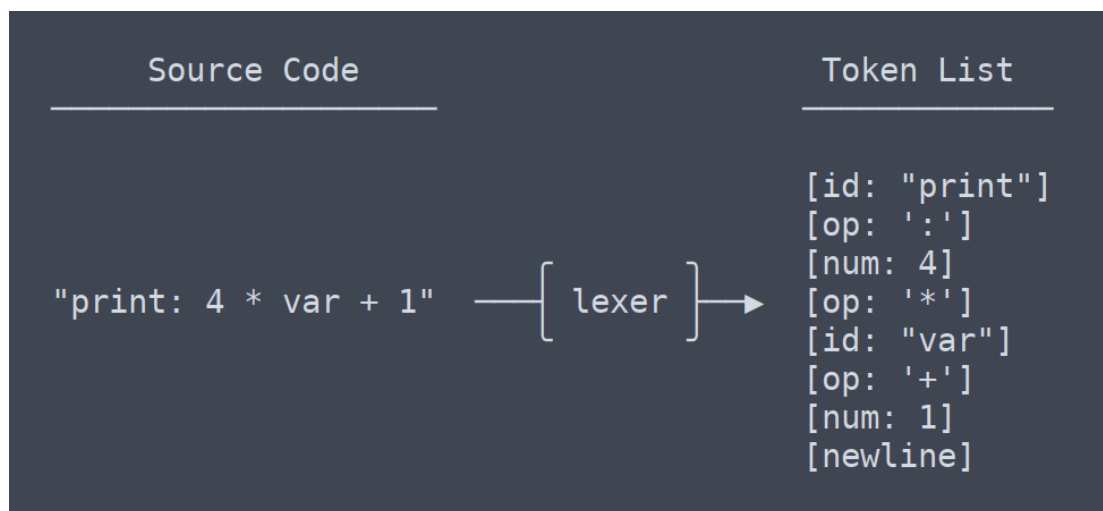 Source Code
Token List
"print: 4 * var + 1"
lexer
[id: "print"]
[op: ':']
[num: 4]
[op: '*']
[id: "var"]
[op: '+']
[num: 1]
[newline]